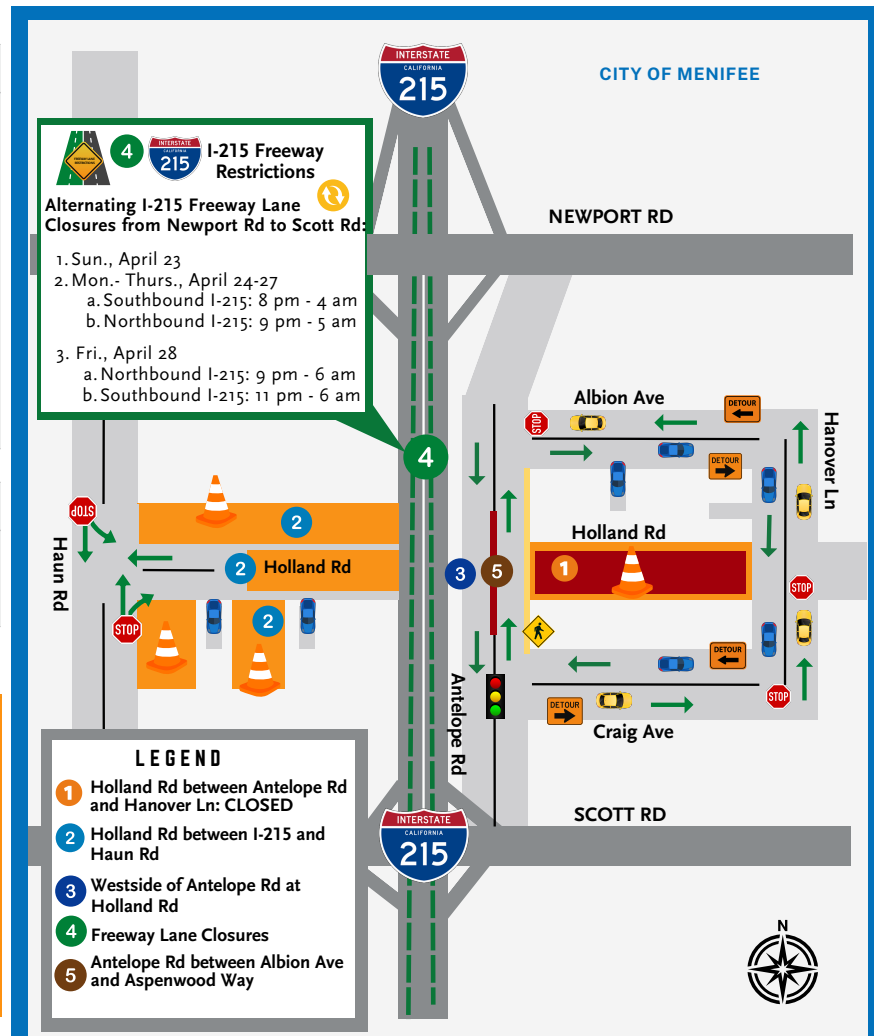 INTERSTATE
CALIFORNIA
215
CITY OF MENIFEE
FREEWAY LANE
RESTRICTIONS
4
INTERSTATE
CALIFORNIA
215
I-215 Freeway
Restrictions
Alternating I-215 Freeway Lane
Closures from Newport Rd to Scott Rd:
1. Sun., April 23
2. Mon.- Thurs., April 24-27
a. Southbound I-215: 8 pm - 4 am
b. Northbound I-215: 9 pm - 5 am
3. Fri., April 28
a. Northbound I-215: 9 pm - 6 am
b. Southbound I-215: 11 pm - 6 am
NEWPORT RD
Albion Ave
DETOUR
STOP
Hanover Ln
4
DETOUR
STOP
2
Holland Rd
Haun Rd
2
Holland Rd
3
5
1
STOP
STOP
2
DETOUR
STOP
DETOUR
Craig Ave
Antelope Rd
SCOTT RD
INTERSTATE
CALIFORNIA
215
LEGEND
1 Holland Rd between Antelope Rd
and Hanover Ln: CLOSED
2 Holland Rd between I-215 and
Haun Rd
3 Westside of Antelope Rd at
Holland Rd
4 Freeway Lane Closures
5 Antelope Rd between Albion Ave
and Aspenwood Way
N